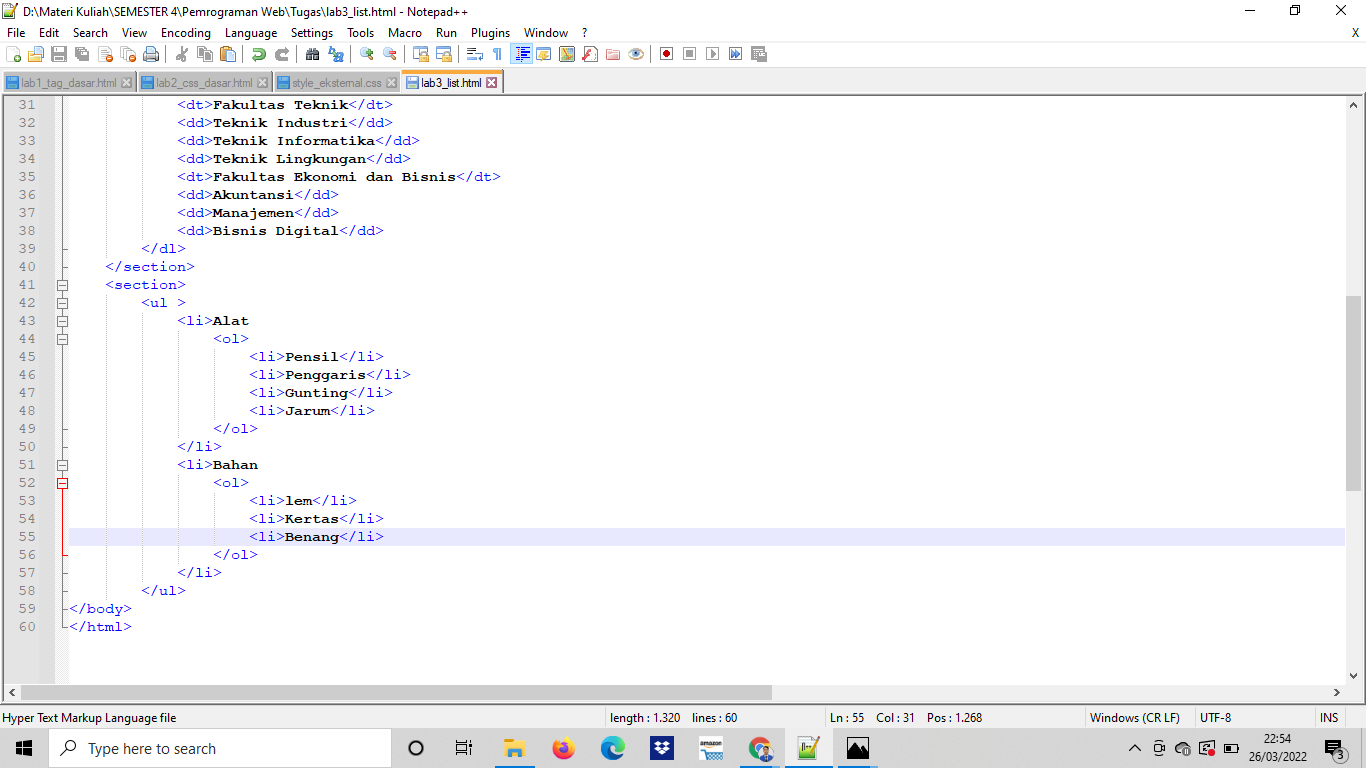 D:\Materi Kuliah\SEMESTER 4\Pemrograman Web\Tugas\lab3_list.html - Notepad++
File Edit Search View Encoding Language Settings Tools Macro Run Plugins Window ? X
lab1_tag_dasar.html lab2_css_dasar.html style_eksternal.css lab3_list.html
31 <dt>Fakultas Teknik</dt>
32 <dd>Teknik Industri</dd>
33 <dd>Teknik Informatika</dd>
34 <dd>Teknik Lingkungan</dd>
35 <dt>Fakultas Ekonomi dan Bisnis</dt>
36 <dd>Akuntansi</dd>
37 <dd>Manajemen</dd>
38 <dd>Bisnis Digital</dd>
39 </dl>
40 </section>
41 <section>
42 <ul >
43 <li>Alat
44 <ol>
45 <li>Pensil</li>
46 <li>Penggaris</li>
47 <li>Gunting</li>
48 <li>Jarum</li>
49 </ol>
50 </li>
51 <li>Bahan
52 <ol>
53 <li>lem</li>
54 <li>Kertas</li>
55 <li>Benang</li>
56 </ol>
57 </li>
58 </ul>
59 </body>
60 </html>
Hyper Text Markup Language file length : 1.320 lines : 60 Ln : 55 Col : 31 Pos : 1.268 Windows (CR LF) UTF-8 INS
Type here to search
amazon
22:54
26/03/2022
3